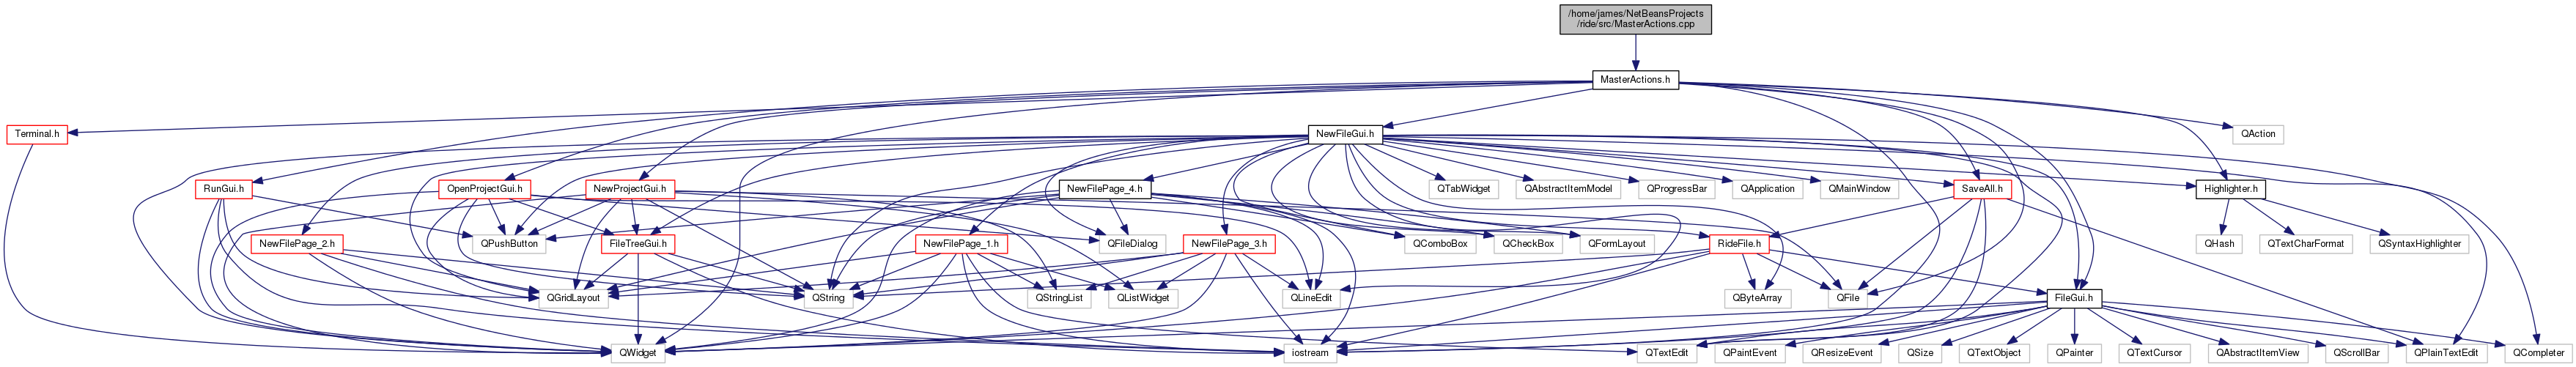 /home/james/NetBeansProjects
/ride/src/MasterActions.cpp
MasterActions.h
Terminal.h
NewFileGui.h
QAction
RunGui.h
OpenProjectGui.h
NewProjectGui.h
NewFilePage_4.h
QTabWidget
QAbstractItemModel
QProgressBar
QApplication
QMainWindow
SaveAll.h
Highlighter.h
NewFilePage_2.h
QPushButton
FileTreeGui.h
NewFilePage_1.h
QFileDialog
NewFilePage_3.h
QComboBox
QCheckBox
QFormLayout
RideFile.h
QHash
QTextCharFormat
QSyntaxHighlighter
QGridLayout
QString
QStringList
QListWidget
QLineEdit
QByteArray
QFile
FileGui.h
QWidget
iostream
QTextEdit
QPaintEvent
QResizeEvent
QSize
QTextObject
QPainter
QTextCursor
QAbstractItemView
QScrollBar
QPlainTextEdit
QCompleter